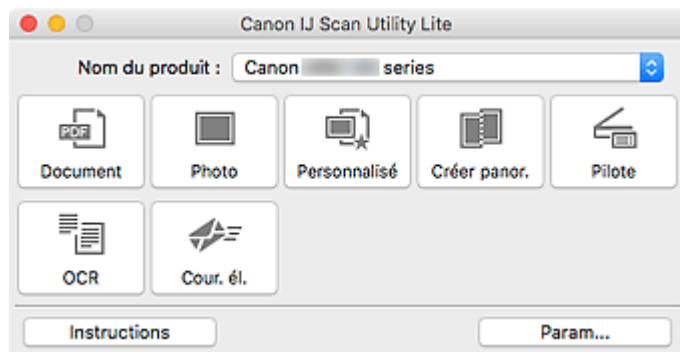 Canon IJ Scan Utility Lite
Nom du produit : Canon series
PDF
Document Photo Personnalisé Créer panor. Pilote
OCR Cour. él.
Instructions Param...